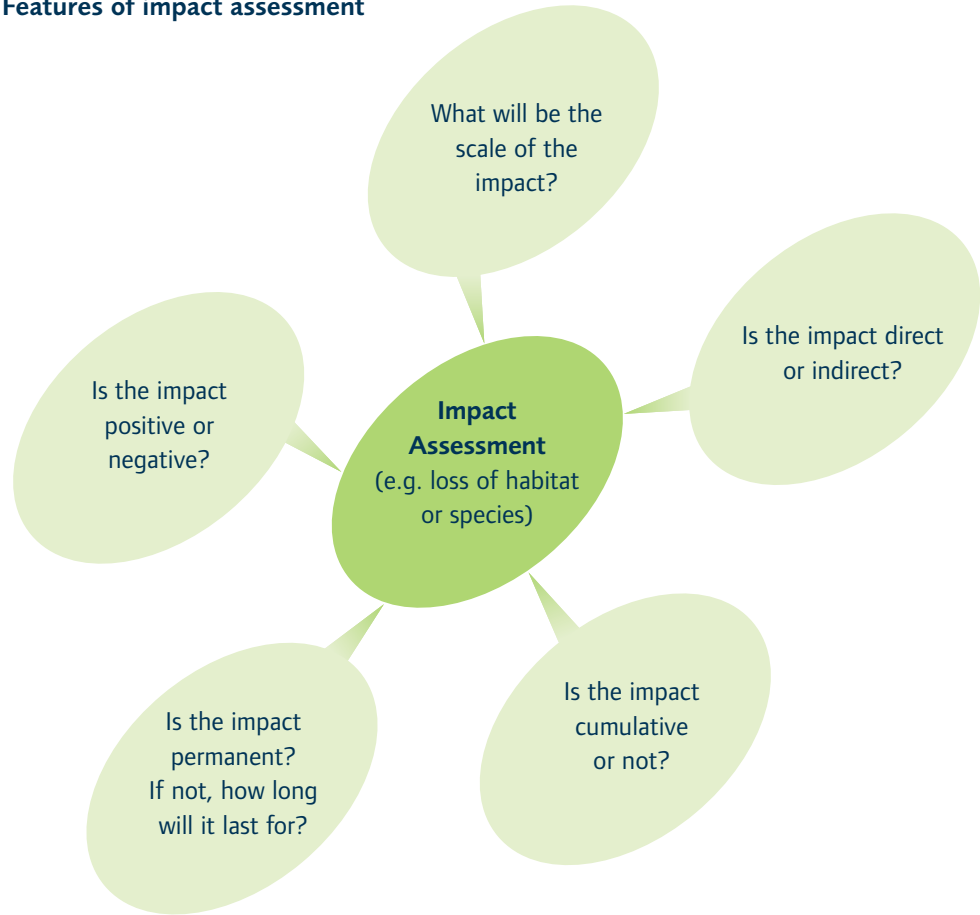 Features of impact assessment
What will be the
scale of the
impact?
Is the impact direct
or indirect?
Is the impact
positive or
negative?
Impact
Assessment
(e.g. loss of habitat
or species)
Is the impact
cumulative
or not?
Is the impact
permanent?
If not, how long
will it last for?